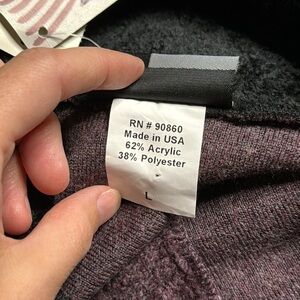 RN # 90860
Made in USA
62% Acrylic
38% Polyester
L